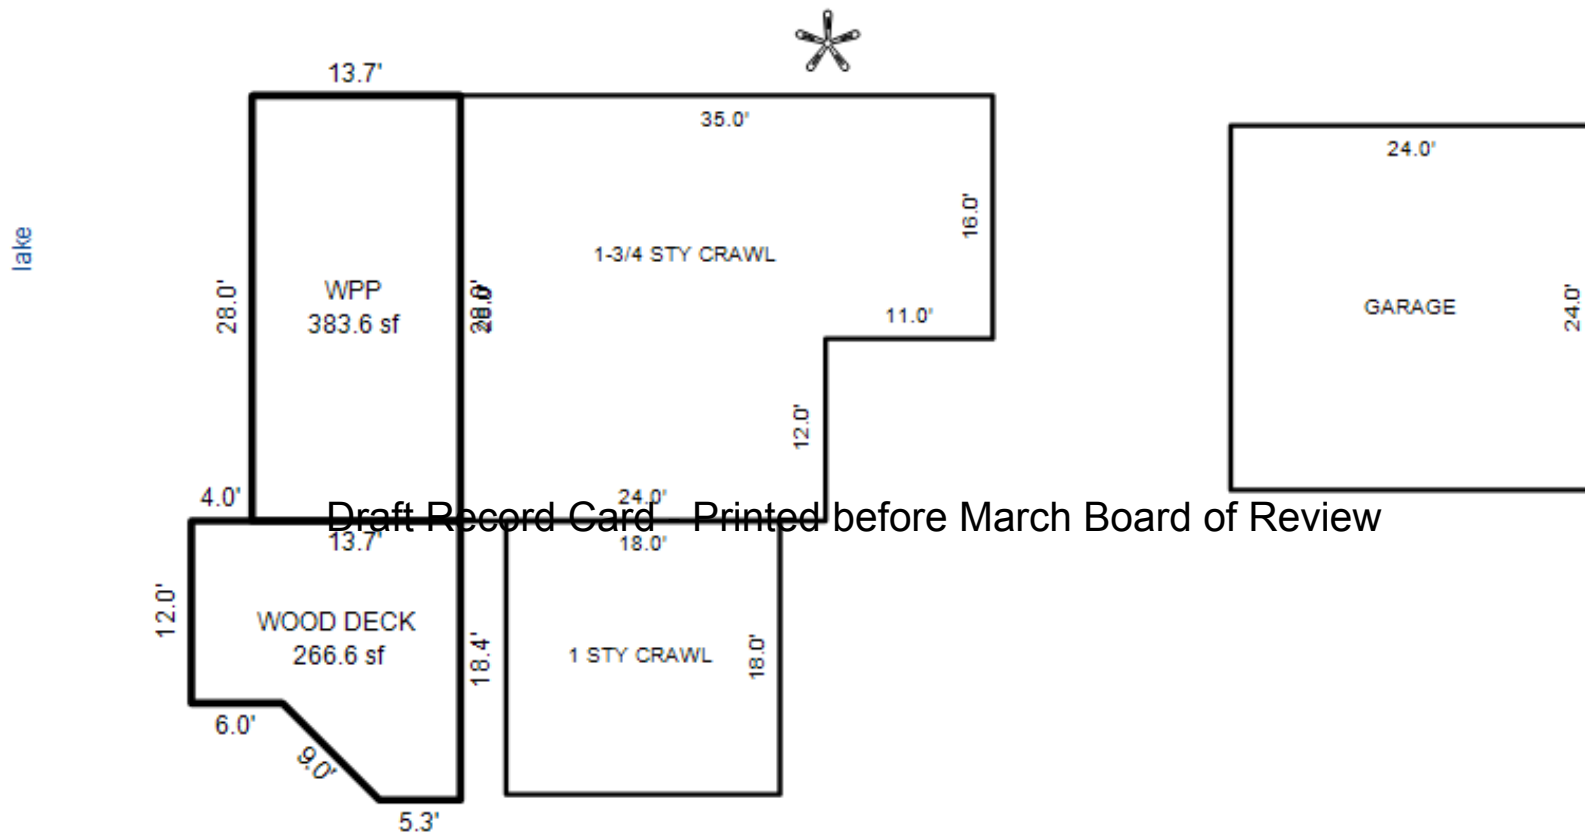 13.7'
35.0'
24.0'
lake
16.0'
1-3/4 STY CRAWL
28.0'
WPP
383.6 sf
24.0'
GARAGE
11.0'
12.0'
4.0'
24.0'
Draft Record Card - Printed before March Board of Review
13.7'
18.0'
12.0'
WOOD DECK
266.6 sf
18.4'
1 STY CRAWL
18.0'
6.0'
9.0'
5.3'